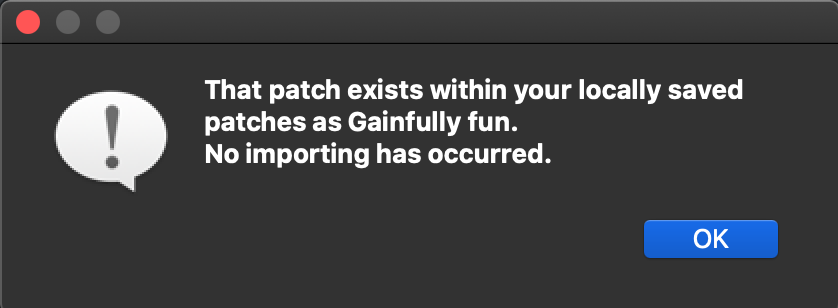 That patch exists within your locally saved
patches as Gainfully fun.
No importing has occurred.
OK